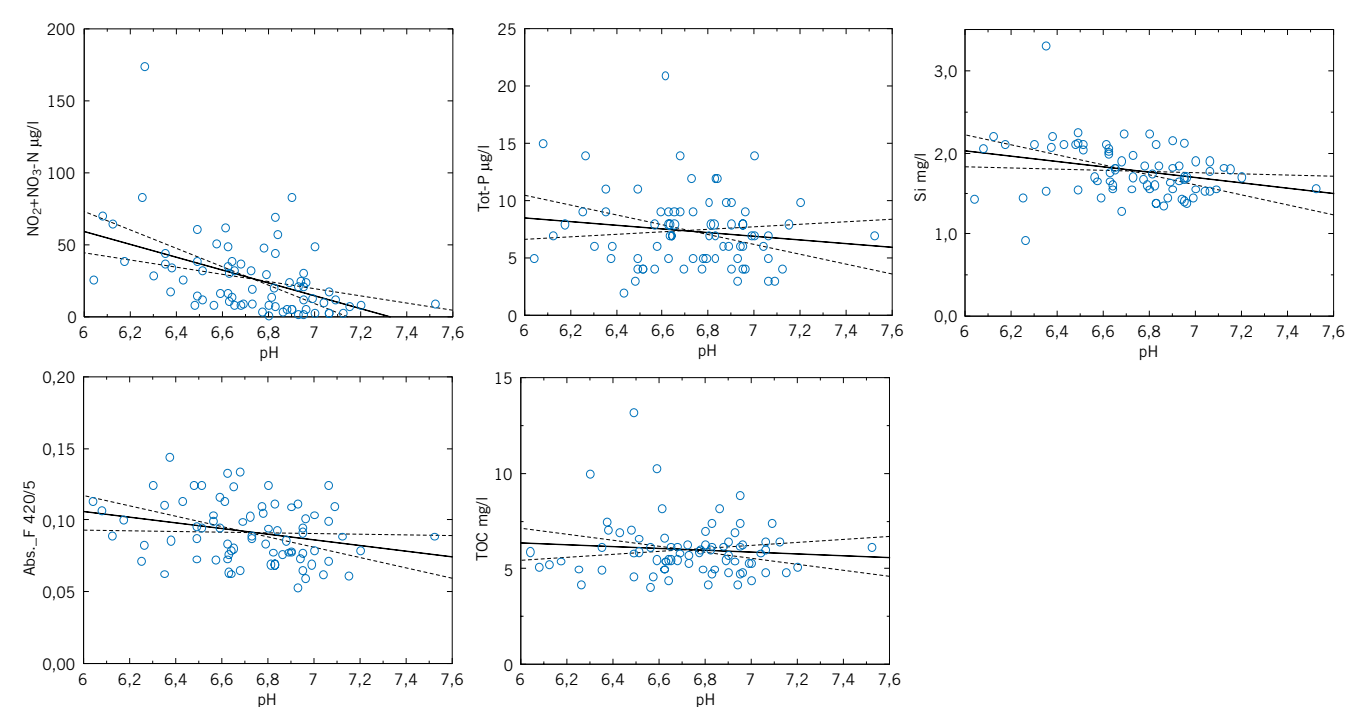 200
150
100
50
0
NO₂+NO₃-N µg/l
6 6,2 6,4 6,6 6,8 7 7,2 7,4 7,6
pH
25
20
15
10
5
0
Tot-P µg/l
6 6,2 6,4 6,6 6,8 7 7,2 7,4 7,6
pH
3,0
2,0
1,0
0,0
Si mg/l
6 6,2 6,4 6,6 6,8 7 7,2 7,4 7,6
pH
0,20
0,15
0,10
0,05
0,00
Abs._F 420/5
6 6,2 6,4 6,6 6,8 7 7,2 7,4 7,6
pH
15
10
5
0
TOC mg/l
6 6,2 6,4 6,6 6,8 7 7,2 7,4 7,6
pH